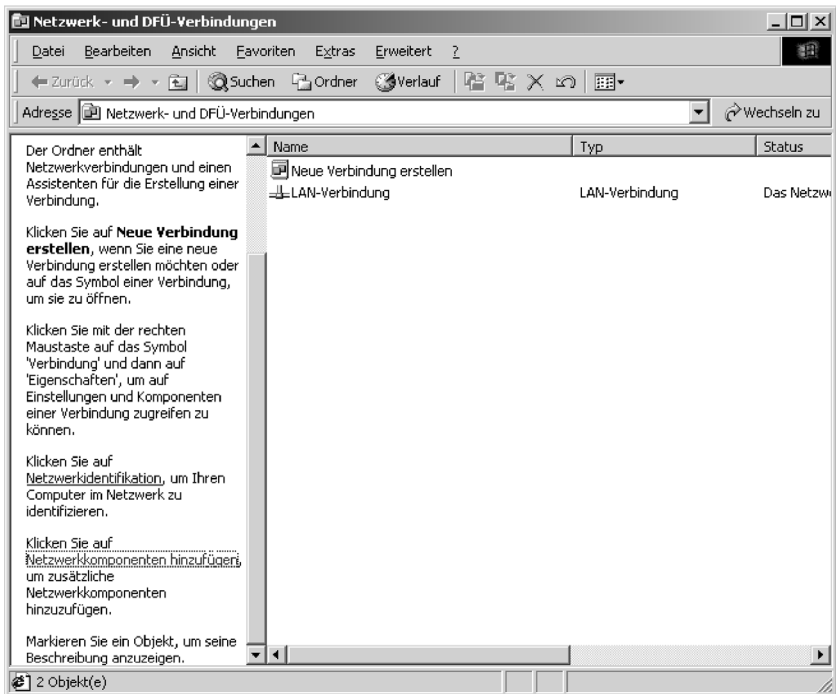 Netzwerk- und DFÜ-Verbindungen
Datei Bearbeiten Ansicht Favoriten Extras Erweitert ?
Zurück Suchen Ordner Verlauf
Adresse Netzwerk- und DFÜ-Verbindungen Wechseln zu
Der Ordner enthält
Netzwerkverbindungen und einen
Assistenten für die Erstellung einer
Verbindung.
Klicken Sie auf Neue Verbindung
erstellen, wenn Sie eine neue
Verbindung erstellen möchten oder
auf das Symbol einer Verbindung,
um sie zu öffnen.
Klicken Sie mit der rechten
Maustaste auf das Symbol
'Verbindung' und dann auf
'Eigenschaften', um auf
Einstellungen und Komponenten
einer Verbindung zugreifen zu
können.
Klicken Sie auf
Netzwerkidentifikation, um Ihren
Computer im Netzwerk zu
identifizieren.
Klicken Sie auf
Netzwerkkomponenten hinzufügen,
um zusätzliche
Netzwerkkomponenten
hinzuzufügen.
Markieren Sie ein Objekt, um seine
Beschreibung anzuzeigen.
Name Typ Status
Neue Verbindung erstellen
LAN-Verbindung LAN-Verbindung Das Netzw
2 Objekt(e)